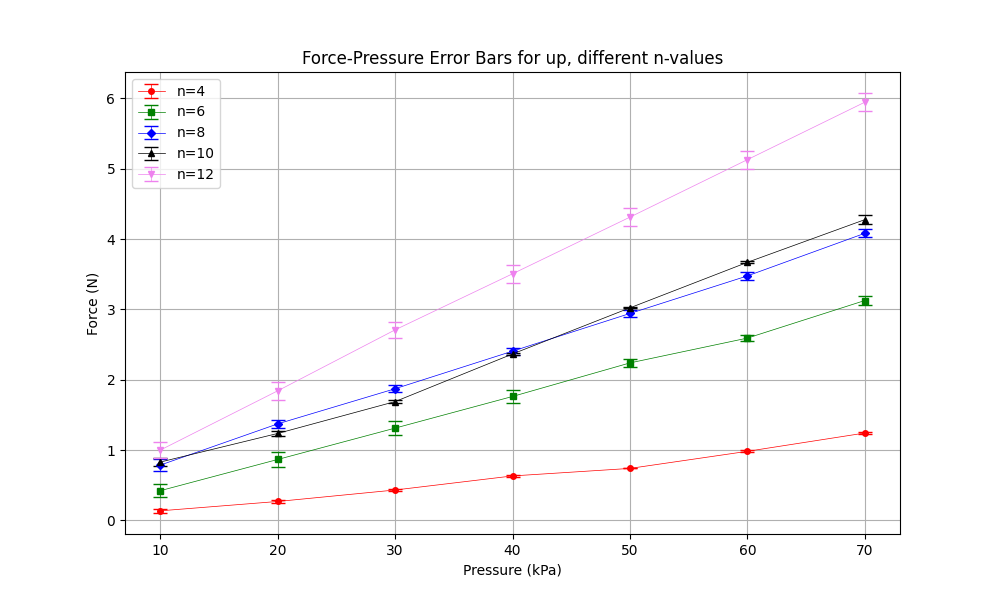 Force-Pressure Error Bars for up, different n-values
n=4
n=6
n=8
n=10
n=12
6
5
4
3
2
1
0
Force (N)
10 20 30 40 50 60 70
Pressure (kPa)